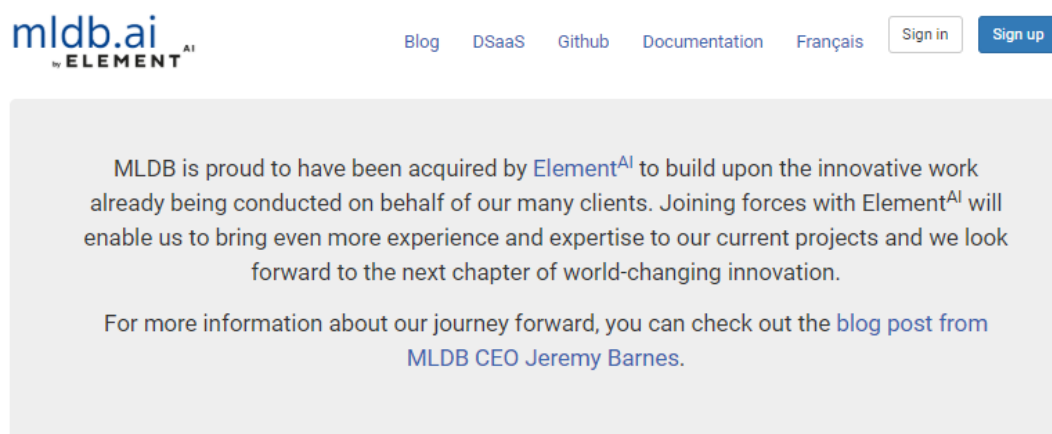 mldb.ai
by ELEMENT AI
Blog DSaaS Github Documentation Français Sign in Sign up
MLDB is proud to have been acquired by ElementAI to build upon the innovative work
already being conducted on behalf of our many clients. Joining forces with ElementAI will
enable us to bring even more experience and expertise to our current projects and we look
forward to the next chapter of world-changing innovation.
For more information about our journey forward, you can check out the blog post from
MLDB CEO Jeremy Barnes.